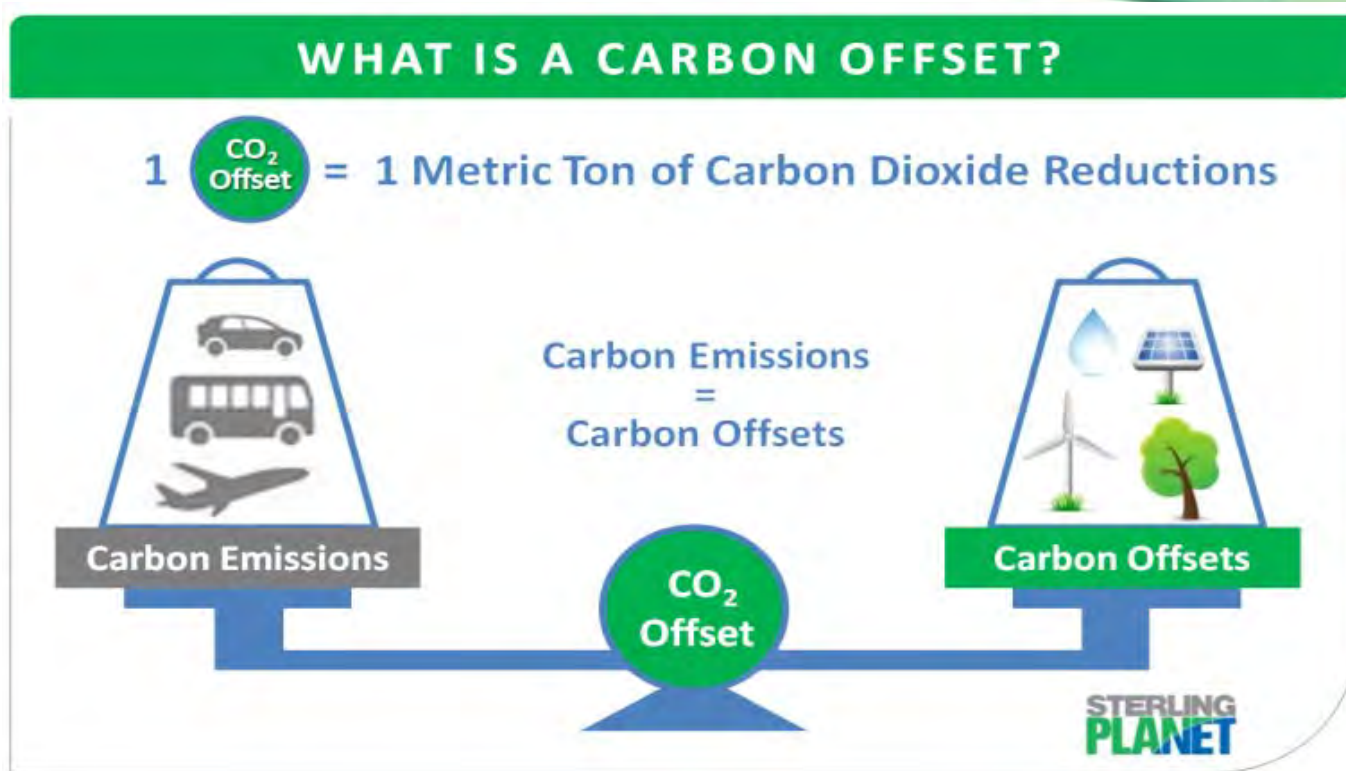 WHAT IS A CARBON OFFSET?
1 CO₂ Offset = 1 Metric Ton of Carbon Dioxide Reductions
Carbon Emissions
=
Carbon Offsets
Carbon Emissions
CO₂
Offset
Carbon Offsets
STERLING
PLANET